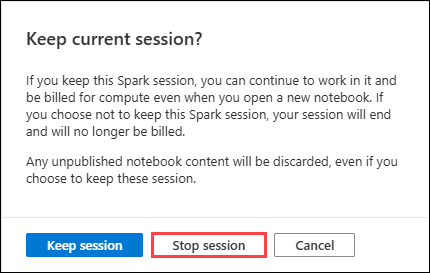 Keep current session?
If you keep this Spark session, you can continue to work in it and
be billed for compute even when you open a new notebook. If
you choose not to keep this Spark session, your session will end
and will no longer be billed.
Any unpublished notebook content will be discarded, even if you
choose to keep these session.
Keep session
Stop session
Cancel